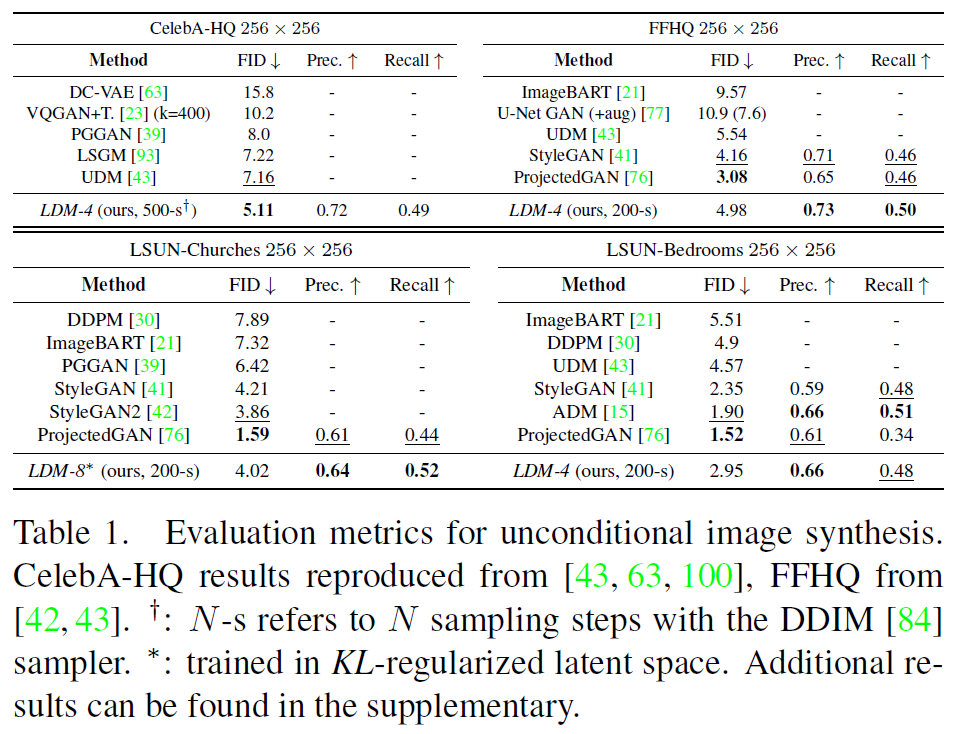 CelebA-HQ 256 × 256
Method FID ↓ Prec. ↑ Recall ↑
DC-VAE [63] 15.8 - -
VQGAN+T. [23] (k=400) 10.2 - -
PGGAN [39] 8.0 - -
LSGM [93] 7.22 - -
UDM [43] 7.16 - -
LDM-4 (ours, 500-s†) 5.11 0.72 0.49
FFHQ 256 × 256
Method FID ↓ Prec. ↑ Recall ↑
ImageBART [21] 9.57 - -
U-Net GAN (+aug) [77] 10.9 (7.6) - -
UDM [43] 5.54 - -
StyleGAN [41] 4.16 0.71 0.46
ProjectedGAN [76] 3.08 0.65 0.46
LDM-4 (ours, 200-s) 4.98 0.73 0.50
LSUN-Churches 256 × 256
Method FID ↓ Prec. ↑ Recall ↑
DDPM [30] 7.89 - -
ImageBART [21] 7.32 - -
PGGAN [39] 6.42 - -
StyleGAN [41] 4.21 - -
StyleGAN2 [42] 3.86 - -
ProjectedGAN [76] 1.59 0.61 0.44
LDM-8* (ours, 200-s) 4.02 0.64 0.52
LSUN-Bedrooms 256 × 256
Method FID ↓ Prec. ↑ Recall ↑
ImageBART [21] 5.51 - -
DDPM [30] 4.9 - -
UDM [43] 4.57 - -
StyleGAN [41] 2.35 0.59 0.48
ADM [15] 1.90 0.66 0.51
ProjectedGAN [76] 1.52 0.61 0.34
LDM-4 (ours, 200-s) 2.95 0.66 0.48
Table 1. Evaluation metrics for unconditional image synthesis.
CelebA-HQ results reproduced from [43, 63, 100], FFHQ from
[42, 43]. †: N-s refers to N sampling steps with the DDIM [84]
sampler. *: trained in KL-regularized latent space. Additional re-
sults can be found in the supplementary.